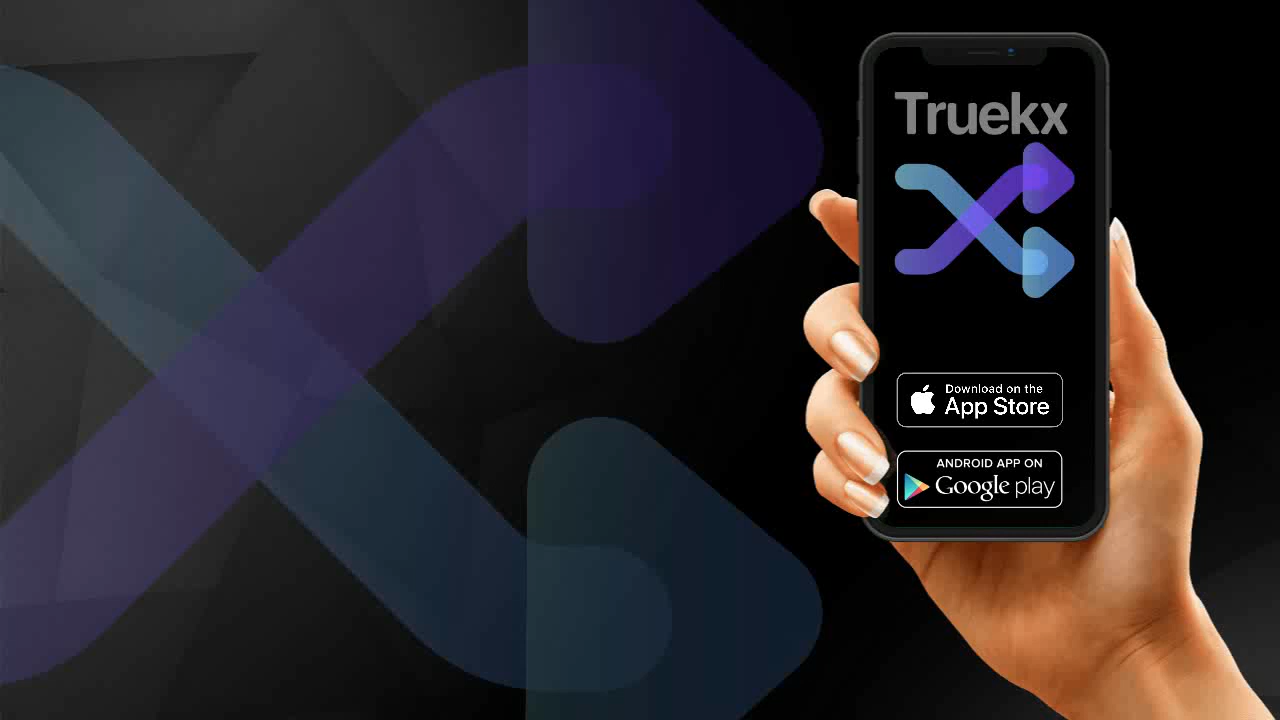 Truekx
Download on the
App Store
ANDROID APP ON
Google play